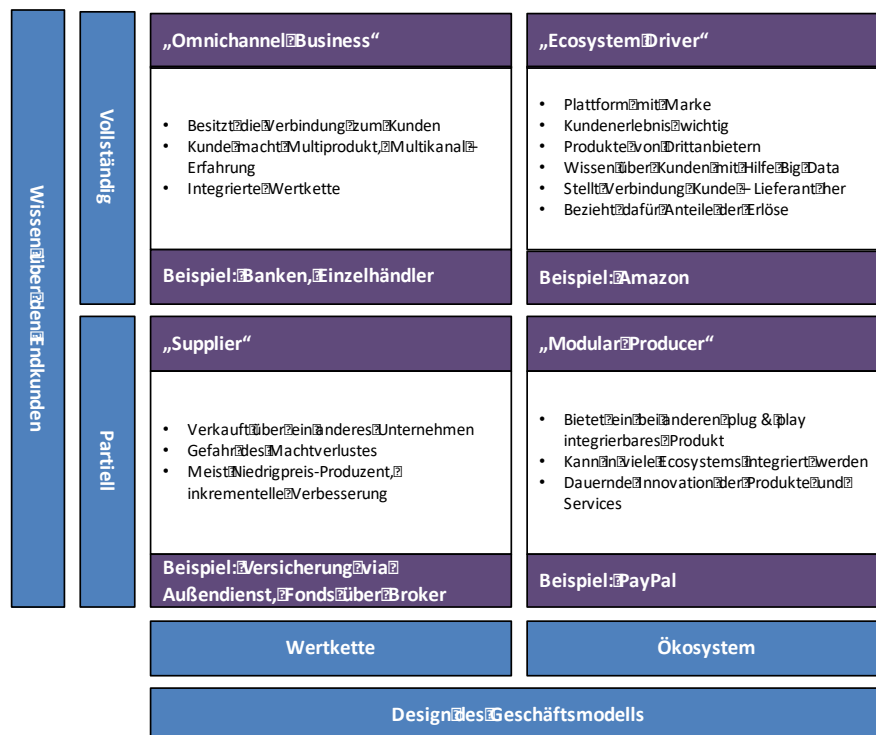 „Omnichannel Business“
„Ecosystem Driver“
Vollständig
• Besitzt die Verbindung zum Kunden
• Kunde macht Multiprodukt, Multikanal –
Erfahrung
• Integrierte Wertkette
• Plattform mit Marke
• Kundenerlebnis wichtig
• Produkte von Drittanbietern
• Wissen über Kunden mit Hilfe Big Data
• Stellt Verbindung Kunde – Lieferant her
• Bezieht dafür Anteile der Erlöse
Beispiel: Banken, Einzelhändler
Beispiel: Amazon
Wissen über den Endkunden
„Supplier“
„Modular Producer“
Partiell
• Verkauft über ein anderes Unternehmen
• Gefahr des Machtverlustes
• Meist Niedrigpreis-Produzent,
inkrementelle Verbesserung
• Bietet ein bei anderen plug & play
integrierbares Produkt
• Kann in viele Ecosystems integriert werden
• Dauernde Innovation der Produkte und
Services
Beispiel: Versicherung via
Außendienst, Fonds über Broker
Beispiel: PayPal
Wertkette
Ökosystem
Design des Geschäftsmodells